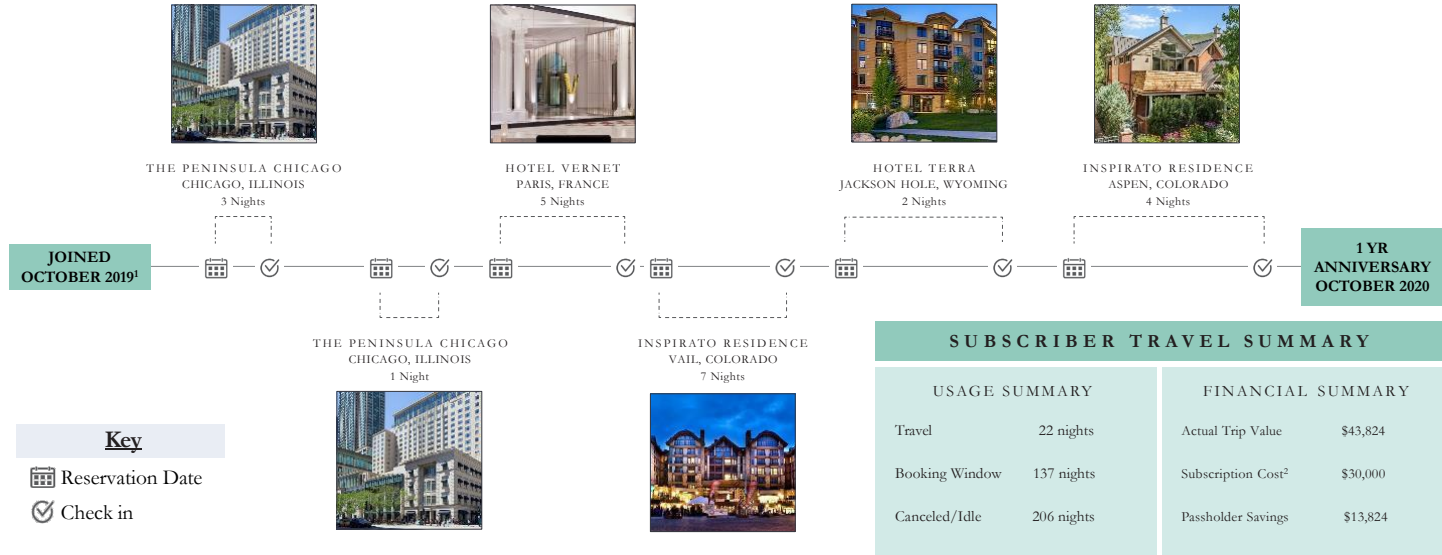 THE PENINSULA CHICAGO
CHICAGO, ILLINOIS
3 Nights
HOTEL VERNET
PARIS, FRANCE
5 Nights
HOTEL TERRA
JACKSON HOLE, WYOMING
2 Nights
INSPIRATO RESIDENCE
ASPEN, COLORADO
4 Nights
JOINED
OCTOBER 2019¹
1 YR
ANNIVERSARY
OCTOBER 2020
THE PENINSULA CHICAGO
CHICAGO, ILLINOIS
1 Night
INSPIRATO RESIDENCE
VAIL, COLORADO
7 Nights
Key
Reservation Date
Check in
SUBSCRIBER TRAVEL SUMMARY
USAGE SUMMARY
Travel 22 nights
Booking Window 137 nights
Canceled/Idle 206 nights
FINANCIAL SUMMARY
Actual Trip Value $43,824
Subscription Cost² $30,000
Passholder Savings $13,824